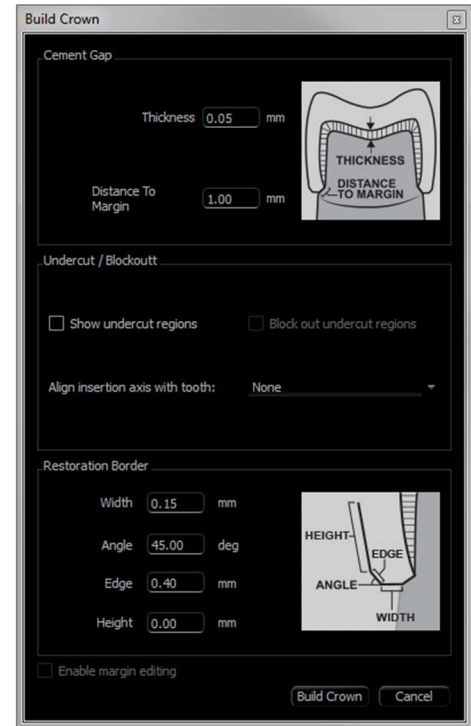 Build Crown
Cement Gap
Thickness 0.05 mm
Distance To
Margin
1.00 mm
THICKNESS
DISTANCE
TO MARGIN
Undercut / Blockoutt
Show undercut regions
Block out undercut regions
Align insertion axis with tooth: None
Restoration Border
Width 0.15 mm
Angle 45.00 deg
Edge 0.40 mm
Height 0.00 mm
HEIGHT
EDGE
ANGLE
WIDTH
Enable margin editing
Build Crown Cancel